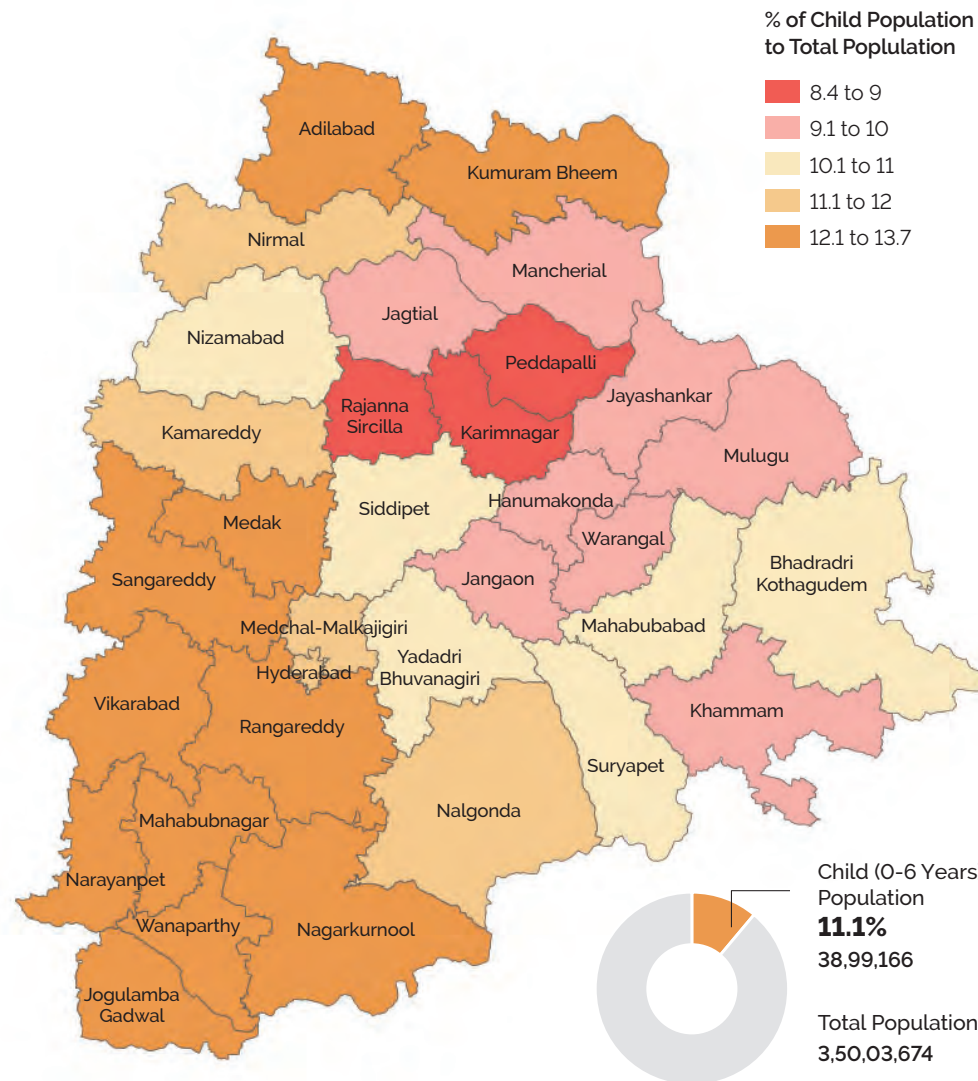 % of Child Population
to Total Poplulation
8.4 to 9
9.1 to 10
10.1 to 11
11.1 to 12
12.1 to 13.7
Adilabad
Kumuram Bheem
Nirmal
Mancherial
Jagtial
Nizamabad
Peddapalli
Jayashankar
Rajanna
Sircilla
Karimnagar
Kamareddy
Mulugu
Siddipet
Hanumakonda
Medak
Warangal
Bhadradri
Kothagudem
Sangareddy
Jangaon
Medchal-Malkajigiri
Mahabubabad
Yadadri
Bhuvanagiri
Hyderabad
Vikarabad
Rangareddy
Khammam
Suryapet
Nalgonda
Mahabubnagar
Narayanpet
Wanaparthy
Nagarkurnool
Jogulamba
Gadwal
Child (0-6 Years
Population
11.1%
38,99,166
Total Population
3,50,03,674